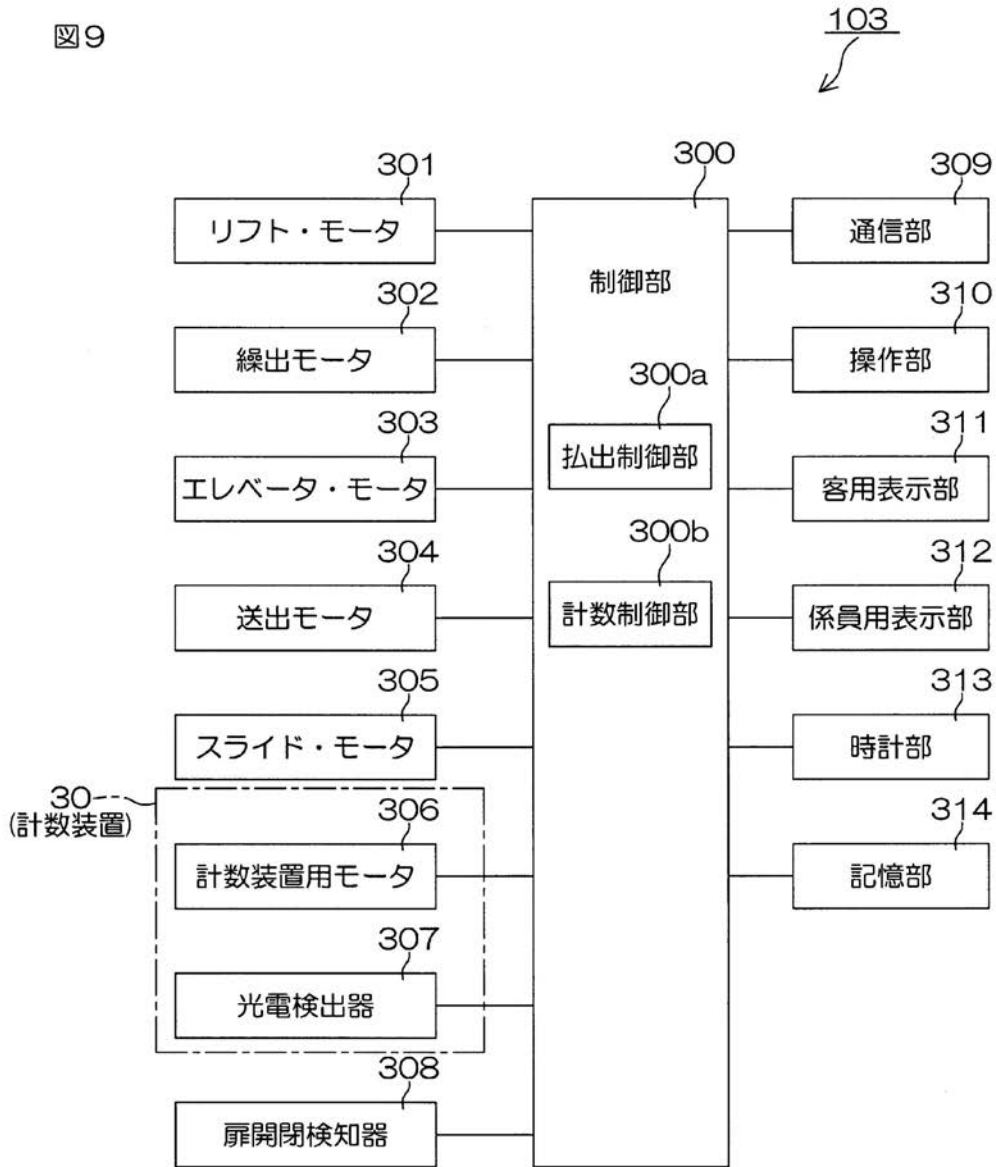 図9
103
301
リフト・モータ
302
繰出モータ
303
エレベータ・モータ
304
送出モータ
305
スライド・モータ
30
(計数装置)
306
計数装置用モータ
307
光電検出器
308
扉開閉検知器
300
制御部
300a
払出制御部
300b
計数制御部
309
通信部
310
操作部
311
客用表示部
312
係員用表示部
313
時計部
314
記憶部